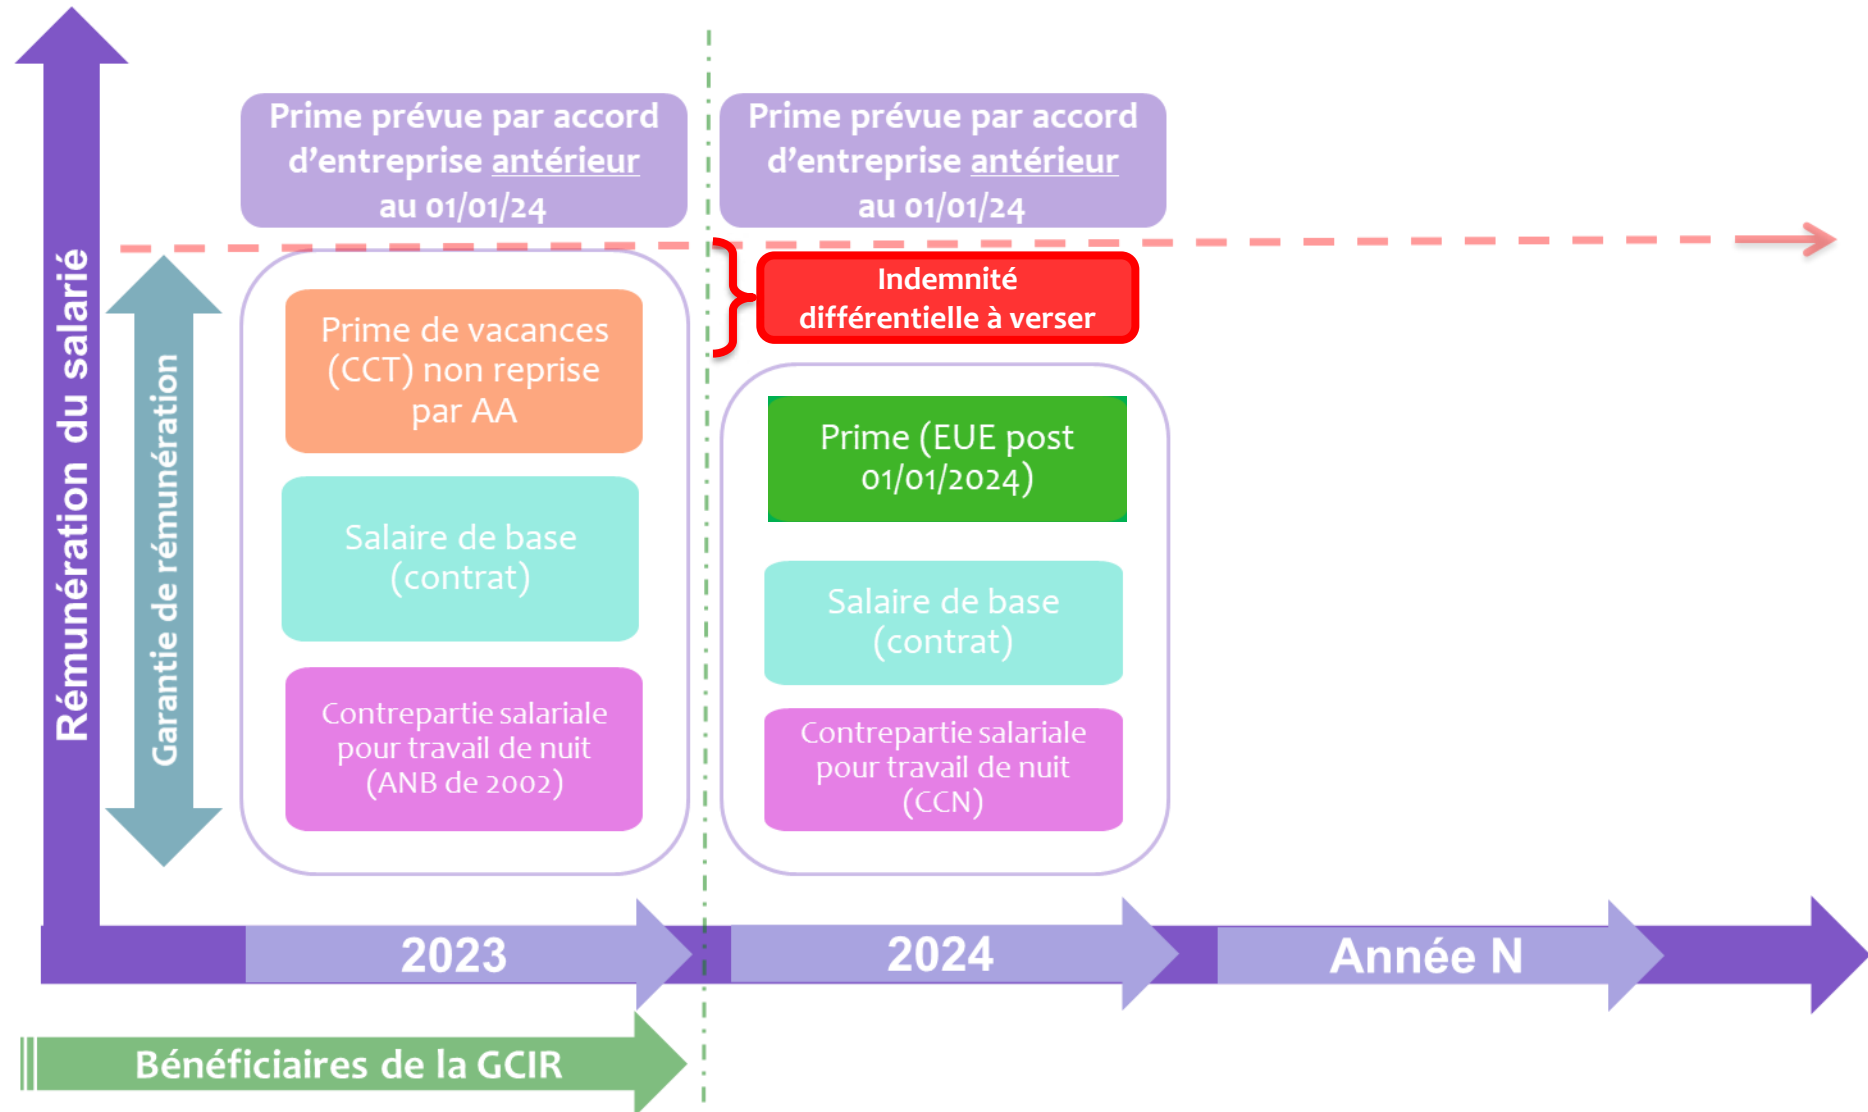 Rémunération du salarié
Garantie de rémunération
Prime prévue par accord
d’entreprise antérieur
au 01/01/24
Prime de vacances
(CCT) non reprise
par AA
Salaire de base
(contrat)
Contrepartie salariale
pour travail de nuit
(ANB de 2002)
Prime prévue par accord
d’entreprise antérieur
au 01/01/24
Indemnité
différentielle à verser
Prime (EUE post
01/01/2024)
Salaire de base
(contrat)
Contrepartie salariale
pour travail de nuit
(CCN)
2023
2024
Année N
Bénéficiaires de la GCIR